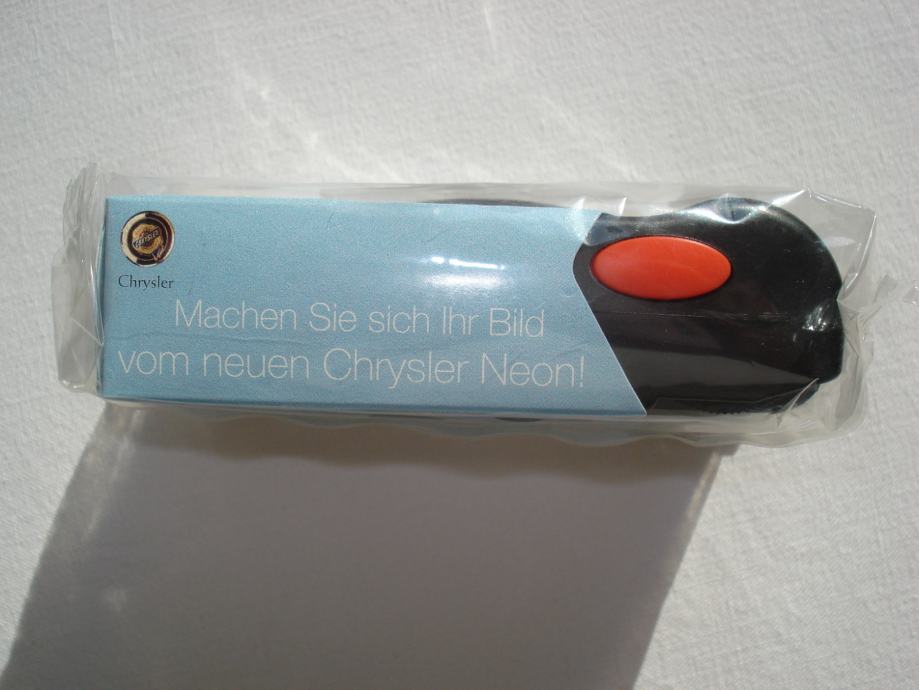 Chrysler
Machen Sie sich Ihr Bild
vom neuen Chrysler Neon!